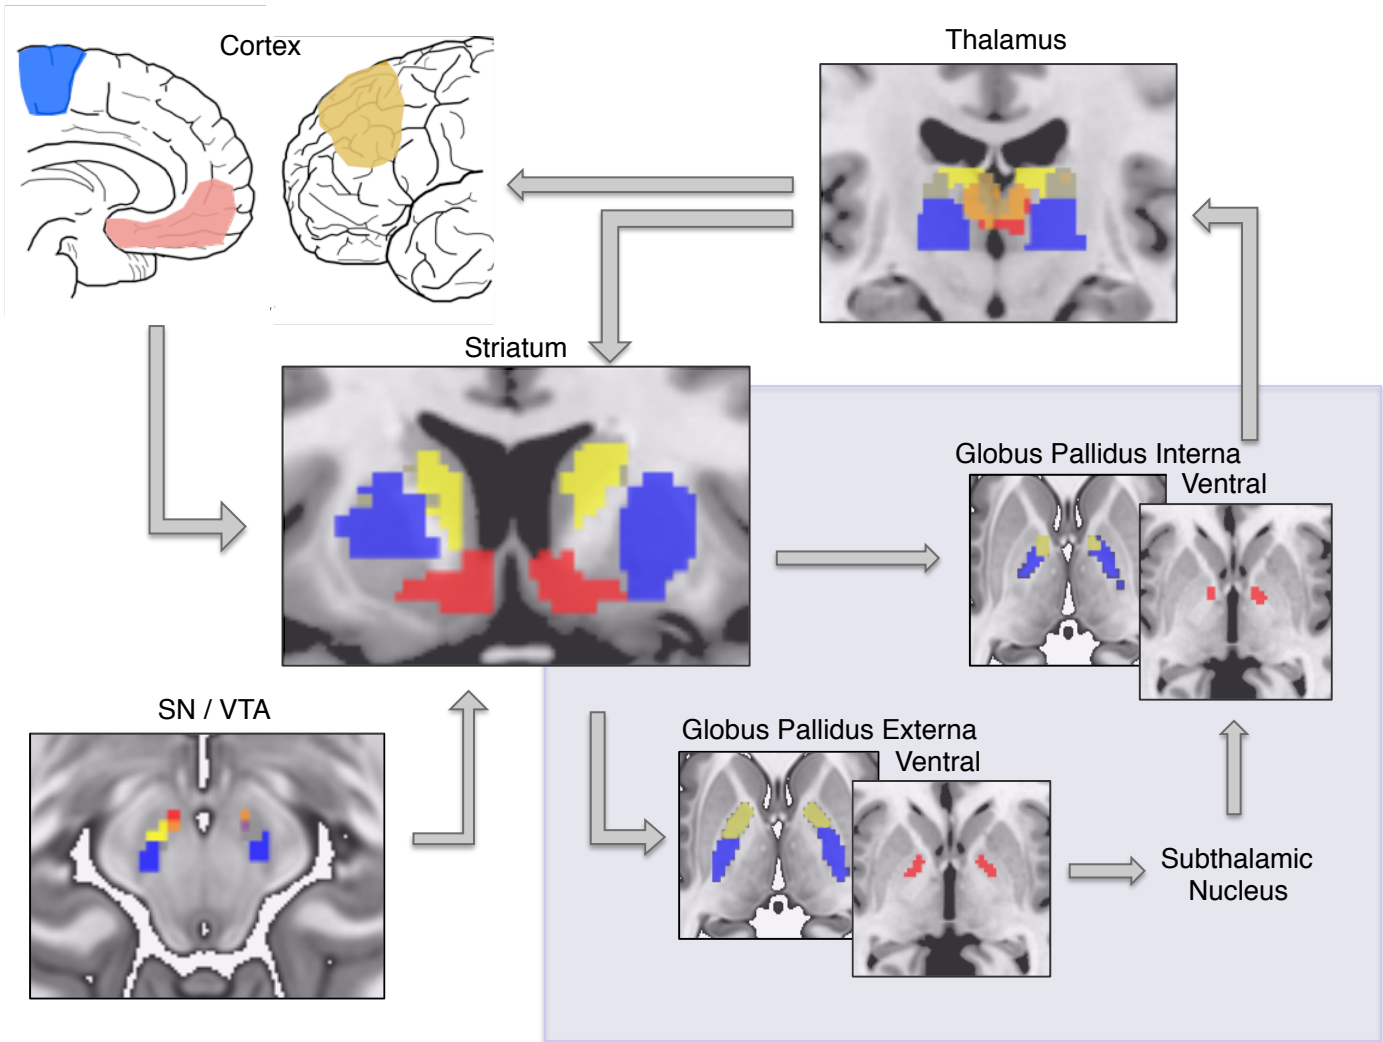 Cortex
Thalamus
Striatum
Globus Pallidus Interna
Ventral
SN / VTA
Globus Pallidus Externa
Ventral
Subthalamic
Nucleus